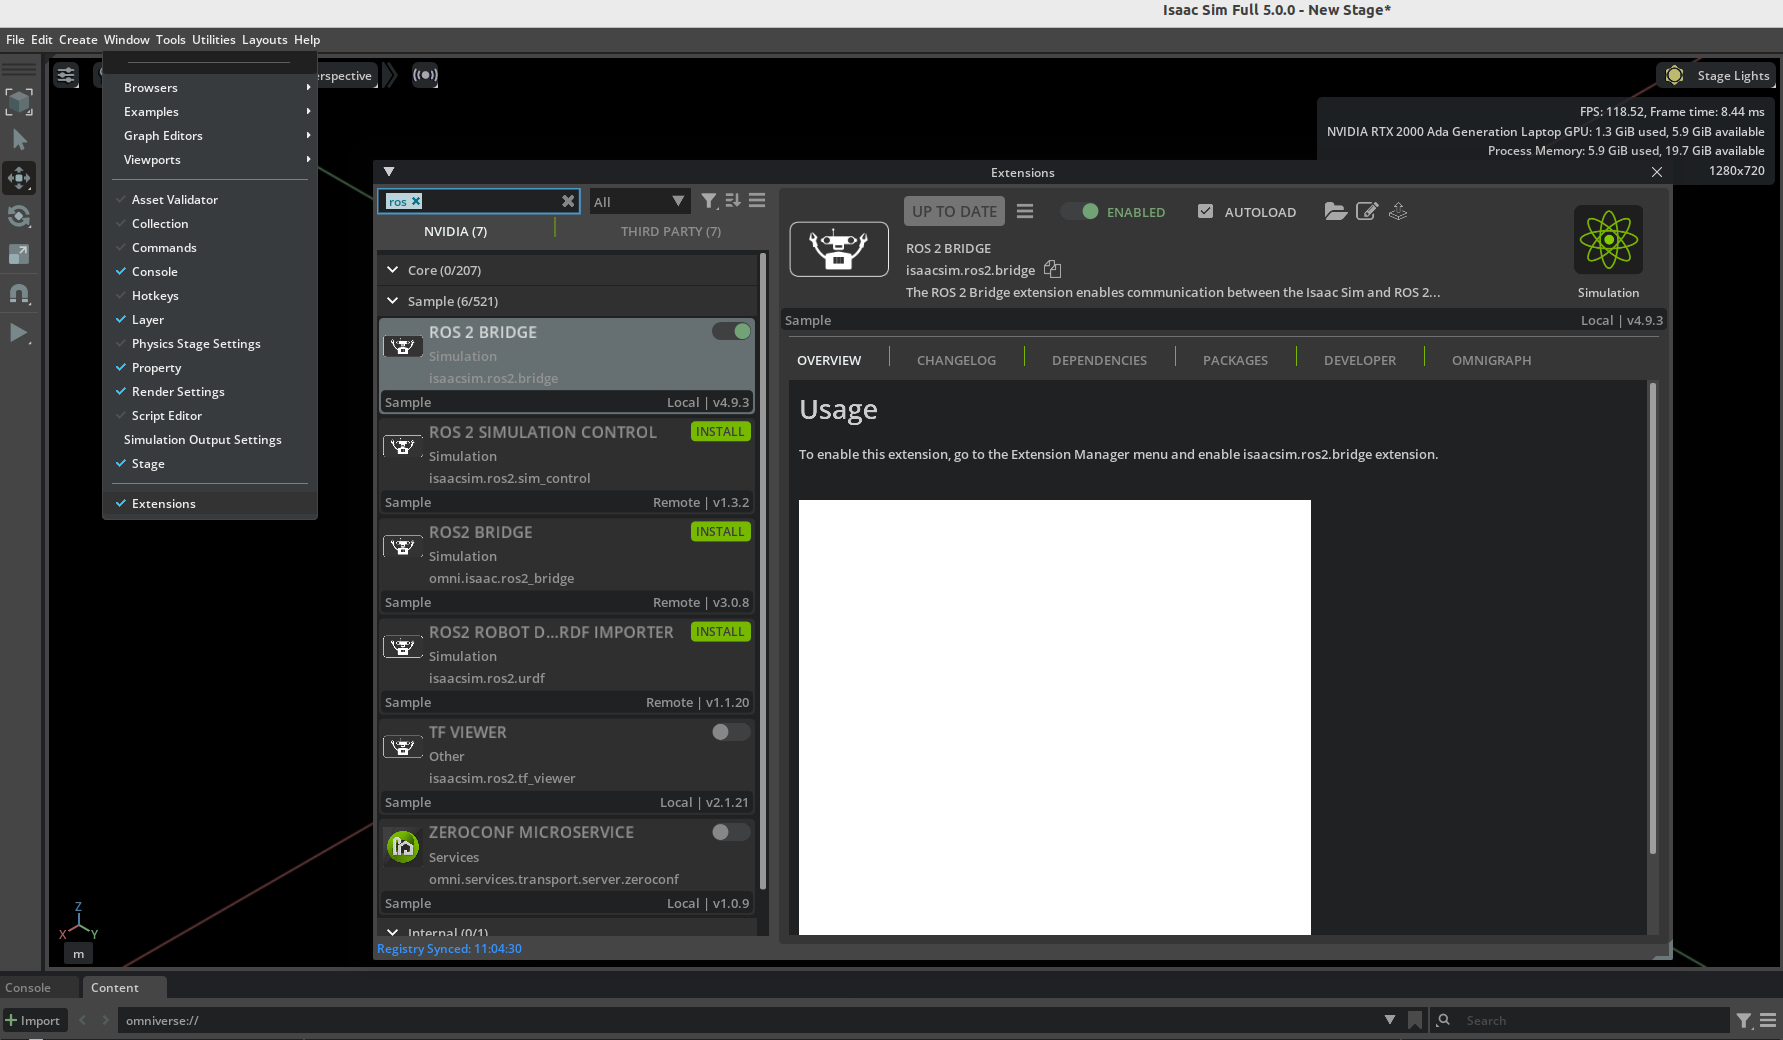 Isaac Sim Full 5.0.0 - New Stage*
File Edit Create Window Tools Utilities Layouts Help
erspective
Stage Lights
Browsers
Examples
Graph Editors
Viewports
Asset Validator
Collection
Commands
Console
Hotkeys
Layer
Physics Stage Settings
Property
Render Settings
Script Editor
Simulation Output Settings
Stage
Extensions
FPS: 118.52, Frame time: 8.44 ms
NVIDIA RTX 2000 Ada Generation Laptop GPU: 1.3 GiB used, 5.9 GiB available
Process Memory: 5.9 GiB used, 19.7 GiB available
1280x720
Extensions
ros
All
NVIDIA (7)
THIRD PARTY (7)
Core (0/207)
Sample (6/521)
ROS 2 BRIDGE
Simulation
isaacsim.ros2.bridge
Sample
Local | v4.9.3
ROS 2 SIMULATION CONTROL
INSTALL
Simulation
isaacsim.ros2.sim_control
Sample
Remote | v1.3.2
ROS2 BRIDGE
INSTALL
Simulation
omni.isaac.ros2_bridge
Sample
Remote | v3.0.8
ROS2 ROBOT D...RDF IMPORTER
INSTALL
Simulation
isaacsim.ros2.urdf
Sample
Remote | v1.1.20
TF VIEWER
Other
isaacsim.ros2.tf_viewer
Sample
Local | v2.1.21
ZEROCONF MICROSERVICE
Services
omni.services.transport.server.zeroconf
Sample
Local | v1.0.9
Internal (0/1)
Registry Synced: 11:04:30
UP TO DATE
ENABLED
AUTOLOAD
ROS 2 BRIDGE
isaacsim.ros2.bridge
The ROS 2 Bridge extension enables communication between the Isaac Sim and ROS 2...
Simulation
Sample
Local | v4.9.3
OVERVIEW
CHANGELOG
DEPENDENCIES
PACKAGES
DEVELOPER
OMNIGRAPH
Usage
To enable this extension, go to the Extension Manager menu and enable isaacsim.ros2.bridge extension.
Z
X
Y
m
Console
Content
Import
omniverse://
Search